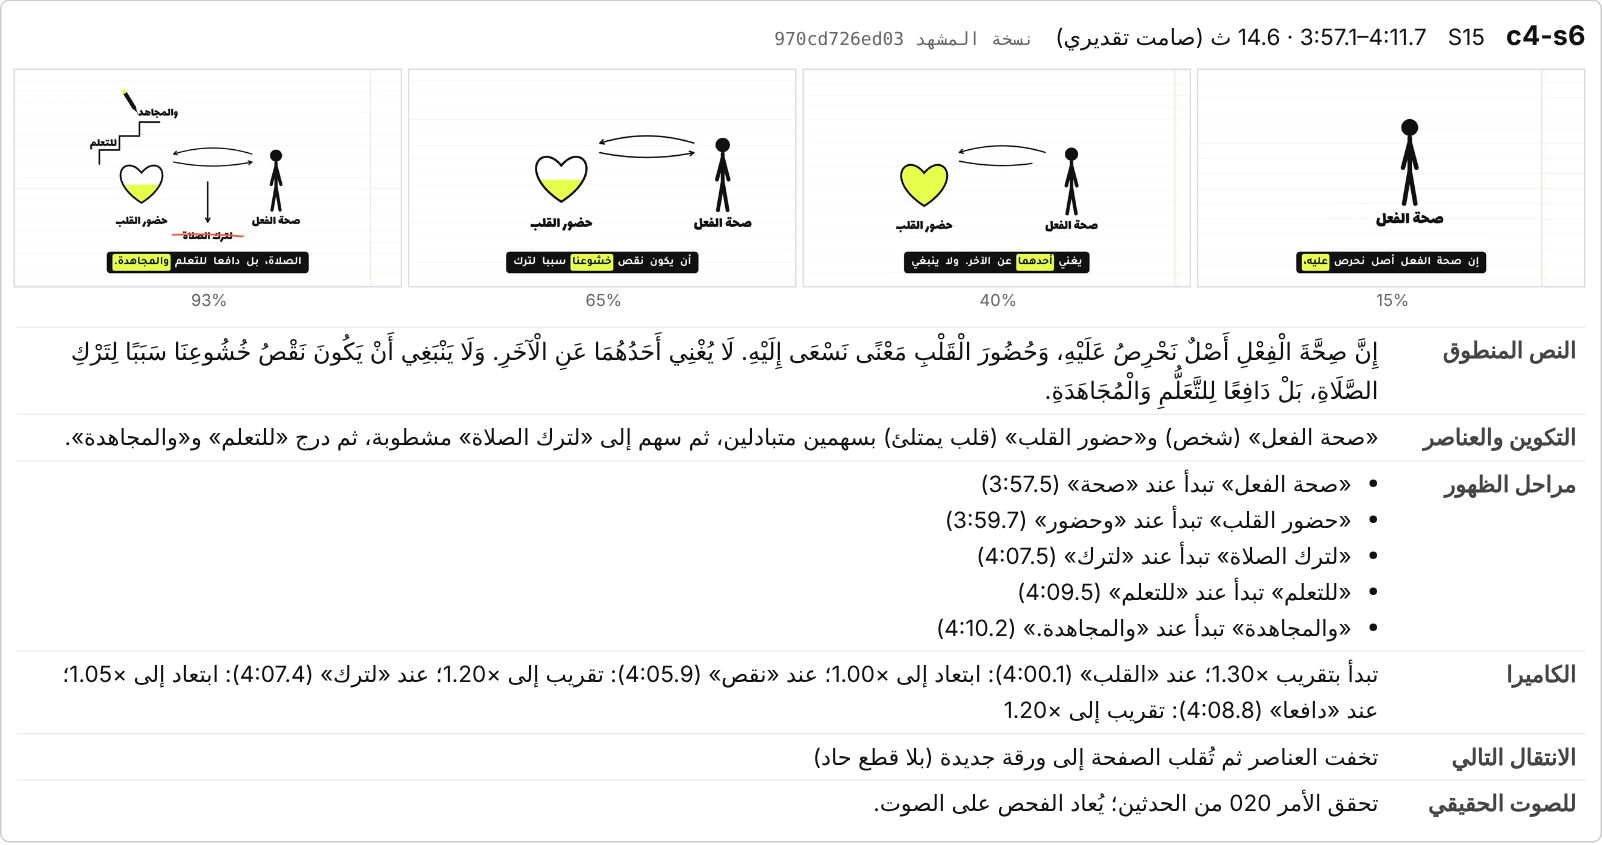 c4-s6 S15 3:57.1–4:11.7 · 14.6 ث (صامت تقديري) نسخة المشهد 970cd726ed03
صحة الفعل
إن صحة الفعل أصل نحرص عليه،
15%
صحة الفعل
حضور القلب
يغني أحدهما عن الآخر. ولا ينبغي
40%
صحة الفعل
حضور القلب
أن يكون نقص خشوعنا سببا لترك
65%
والمجاهد
للتعلم
صحة الفعل
حضور القلب
لترك الصلاة
الصلاة، بل دافعا للتعلم والمجاهدة.
93%
النص المنطوق
إِنَّ صِحَّةَ الْفِعْلِ أَصْلٌ نَحْرِصُ عَلَيْهِ، وَحُضُورَ الْقَلْبِ مَعْنًى نَسْعَى إِلَيْهِ. لَا يُغْنِي أَحَدُهُمَا عَنِ الْآخَرِ. وَلَا يَنْبَغِي أَنْ يَكُونَ نَقْصُ خُشُوعِنَا سَبَبًا لِتَرْكِ
الصَّلَاةِ، بَلْ دَافِعًا لِلتَّعَلُّمِ وَالْمُجَاهَدَةِ.
التكوين والعناصر
«صحة الفعل» (شخص) و«حضور القلب» (قلب يمتلئ) بسهمين متبادلين، ثم سهم إلى «لترك الصلاة» مشطوبة، ثم درج «للتعلم» و«والمجاهدة».
مراحل الظهور
• «صحة الفعل» تبدأ عند «صحة» (3:57.5)
• «حضور القلب» تبدأ عند «وحضور» (3:59.7)
• «لترك الصلاة» تبدأ عند «لترك» (4:07.5)
• «للتعلم» تبدأ عند «للتعلم» (4:09.5)
• «والمجاهدة» تبدأ عند «والمجاهدة.» (4:10.2)
الكاميرا
تبدأ بتقريب ×1.30؛ عند «القلب» (4:00.1): ابتعاد إلى ×1.00؛ عند «نقص» (4:05.9): تقريب إلى ×1.20؛ عند «لترك» (4:07.4): ابتعاد إلى ×1.05؛
عند «دافعا» (4:08.8): تقريب إلى ×1.20
الانتقال التالي
تخفت العناصر ثم تُقلب الصفحة إلى ورقة جديدة (بلا قطع حاد)
للصوت الحقيقي
تحقق الأمر 020 من الحدثين؛ يُعاد الفحص على الصوت.